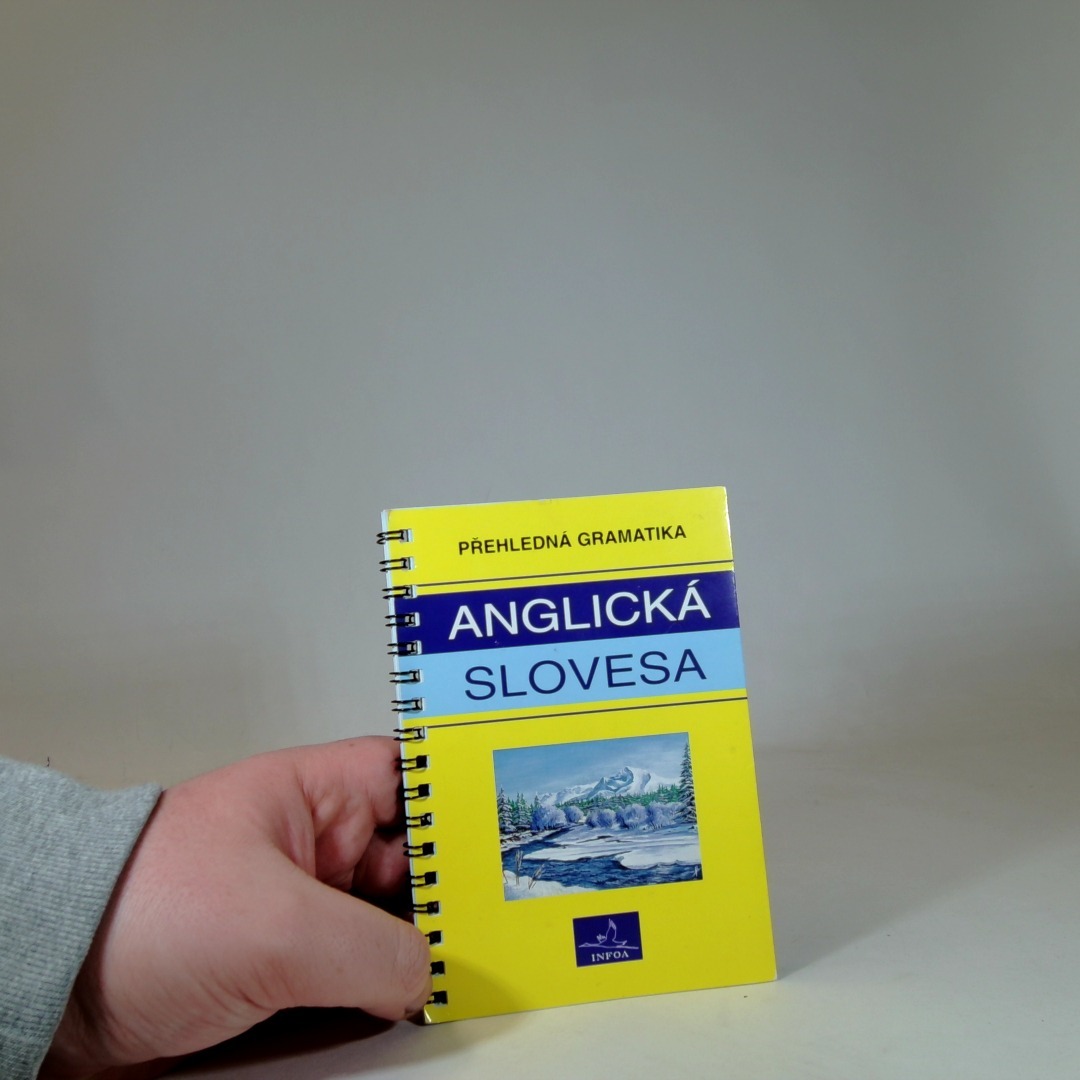 PŘEHLEDNÁ GRAMATIKA
ANGLICKÁ
SLOVESA
INFOA